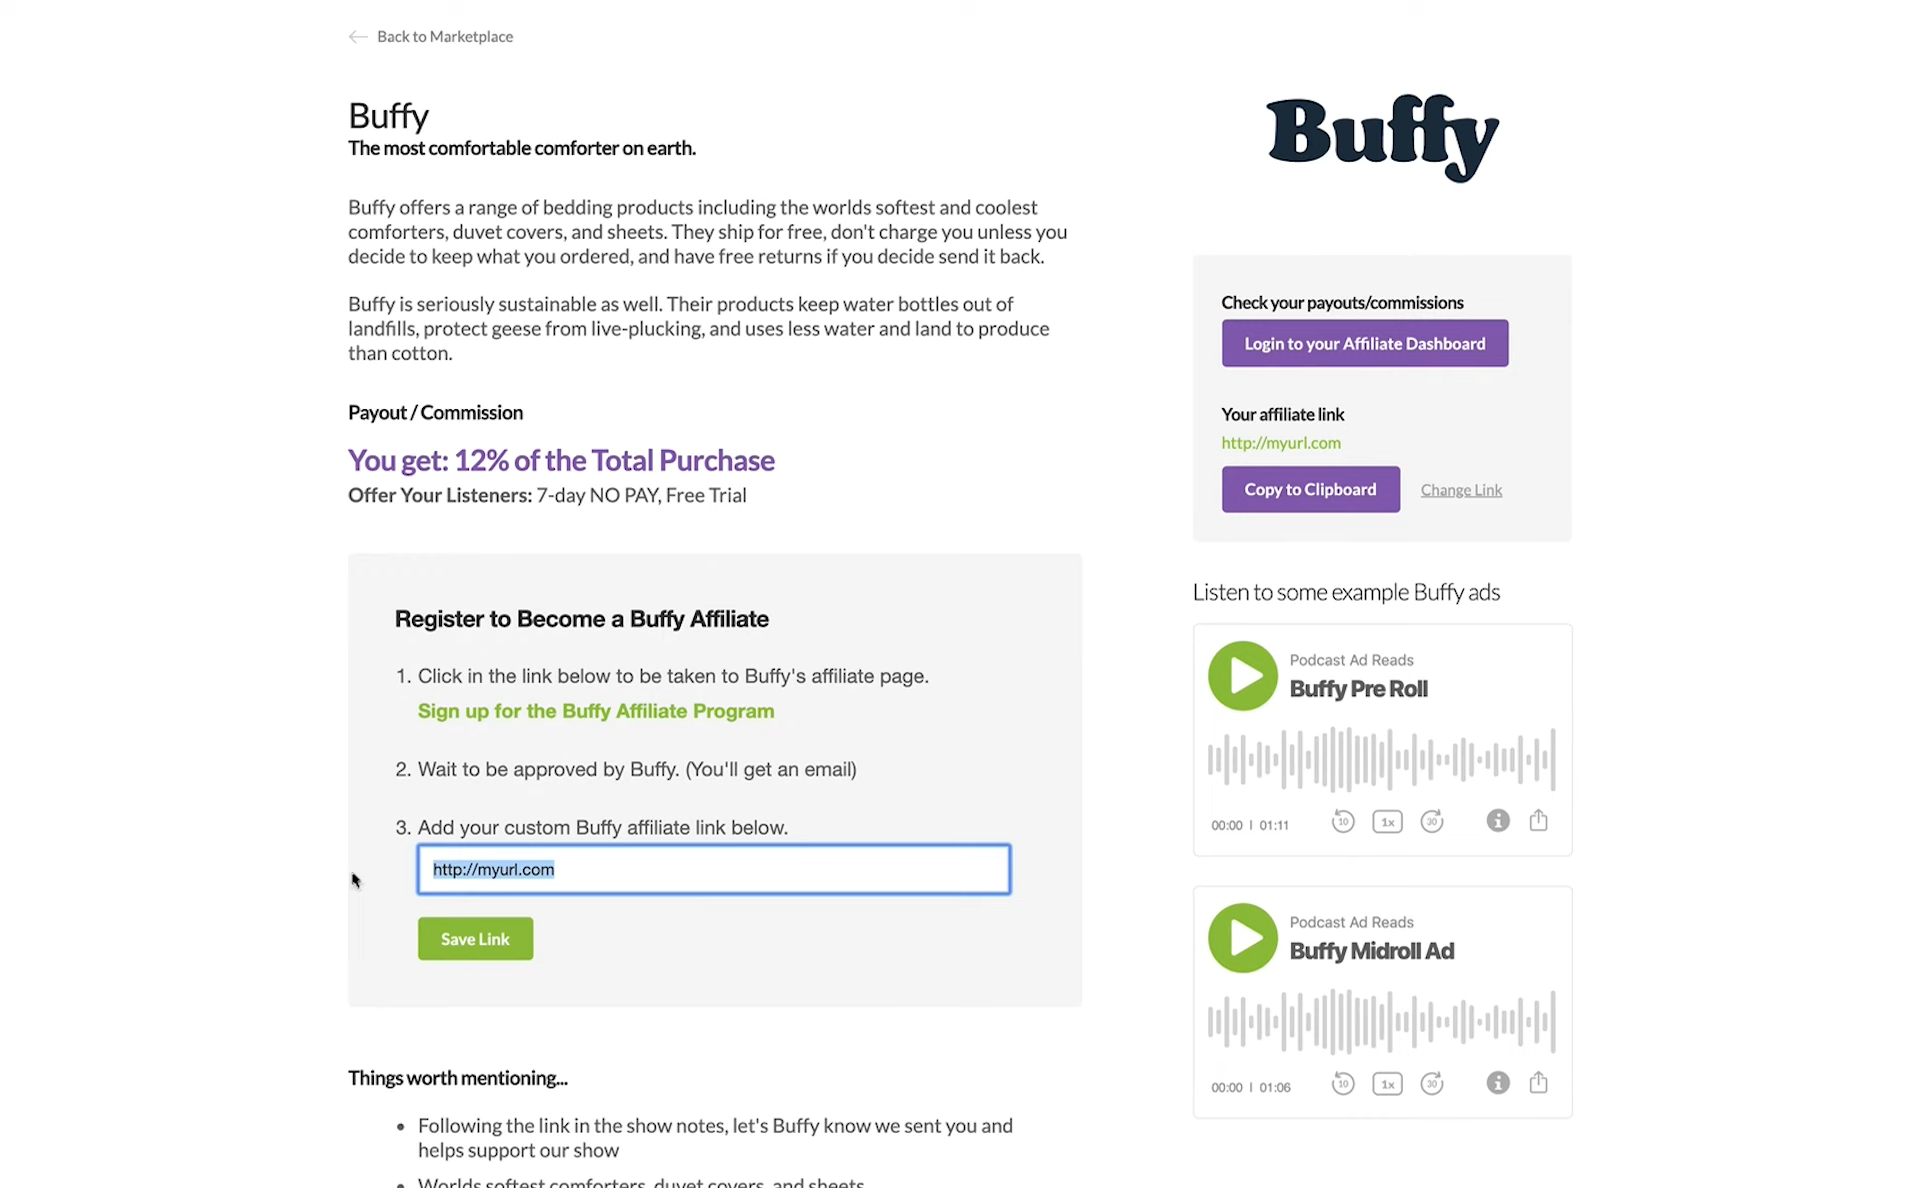 Back to Marketplace
Buffy
The most comfortable comforter on earth.
Buffy offers a range of bedding products including the worlds softest and coolest
comforters, duvet covers, and sheets. They ship for free, don't charge you unless you
decide to keep what you ordered, and have free returns if you decide send it back.
Buffy is seriously sustainable as well. Their products keep water bottles out of
landfills, protect geese from live-plucking, and uses less water and land to produce
than cotton.
Payout / Commission
You get: 12% of the Total Purchase
Offer Your Listeners: 7-day NO PAY, Free Trial
Register to Become a Buffy Affiliate
1. Click in the link below to be taken to Buffy's affiliate page.
Sign up for the Buffy Affiliate Program
2. Wait to be approved by Buffy. (You'll get an email)
3. Add your custom Buffy affiliate link below.
http://myurl.com
Save Link
Things worth mentioning...
• Following the link in the show notes, let's Buffy know we sent you and
helps support our show
• Worlds softest comforters, duvet covers, and sheets
Buffy
Check your payouts/commissions
Login to your Affiliate Dashboard
Your affiliate link
http://myurl.com
Copy to Clipboard Change Link
Listen to some example Buffy ads
Podcast Ad Reads
Buffy Pre Roll
00:00 | 01:11 10 1x 30
Podcast Ad Reads
Buffy Midroll Ad
00:00 | 01:06 10 1x 30